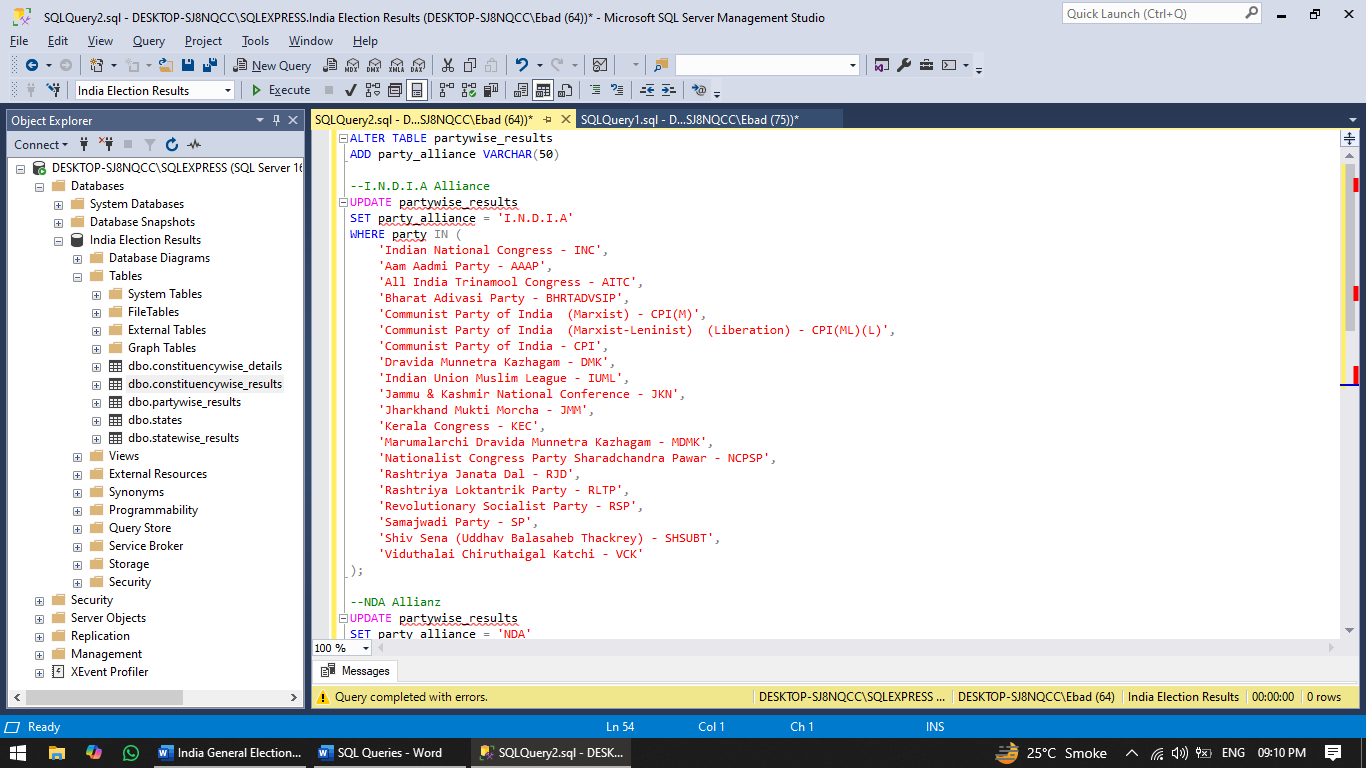 SQLQuery2.sql - DESKTOP-SJ8NQCC\SQLEXPRESS.India Election Results (DESKTOP-SJ8NQCC\Ebad (64))* - Microsoft SQL Server Management Studio
Quick Launch (Ctrl+Q)
File Edit View Query Project Tools Window Help
New Query MDX DMX XMLA DAX
India Election Results Execute
Object Explorer
Connect
DESKTOP-SJ8NQCC\SQLEXPRESS (SQL Server 16
Databases
System Databases
Database Snapshots
India Election Results
Database Diagrams
Tables
System Tables
FileTables
External Tables
Graph Tables
dbo.constituencywise_details
dbo.constituencywise_results
dbo.partywise_results
dbo.states
dbo.statewise_results
Views
External Resources
Synonyms
Programmability
Query Store
Service Broker
Storage
Security
Security
Server Objects
Replication
Management
XEvent Profiler
SQLQuery2.sql - D...SJ8NQCC\Ebad (64))* SQLQuery1.sql - D...SJ8NQCC\Ebad (75))*
ALTER TABLE partywise_results
ADD party_alliance VARCHAR(50)
--I.N.D.I.A Alliance
UPDATE partywise_results
SET party_alliance = 'I.N.D.I.A'
WHERE party IN (
'Indian National Congress - INC',
'Aam Aadmi Party - AAAP',
'All India Trinamool Congress - AITC',
'Bharat Adivasi Party - BHRTADVSIP',
'Communist Party of India  (Marxist) - CPI(M)',
'Communist Party of India  (Marxist-Leninist)  (Liberation) - CPI(ML)(L)',
'Communist Party of India - CPI',
'Dravida Munnetra Kazhagam - DMK',
'Indian Union Muslim League - IUML',
'Jammu & Kashmir National Conference - JKN',
'Jharkhand Mukti Morcha - JMM',
'Kerala Congress - KEC',
'Marumalarchi Dravida Munnetra Kazhagam - MDMK',
'Nationalist Congress Party Sharadchandra Pawar - NCPSP',
'Rashtriya Janata Dal - RJD',
'Rashtriya Loktantrik Party - RLTP',
'Revolutionary Socialist Party - RSP',
'Samajwadi Party - SP',
'Shiv Sena (Uddhav Balasaheb Thackrey) - SHSUBT',
'Viduthalai Chiruthaigal Katchi - VCK'
);
--NDA Allianz
UPDATE partywise_results
SET party_alliance = 'NDA'
100 %
Messages
Query completed with errors. DESKTOP-SJ8NQCC\SQLEXPRESS ... DESKTOP-SJ8NQCC\Ebad (64) India Election Results 00:00:00 0 rows
Ready Ln 54 Col 1 Ch 1 INS
India General Election... SQL Queries - Word SQLQuery2.sql - DESK... 25°C Smoke ENG 09:10 PM